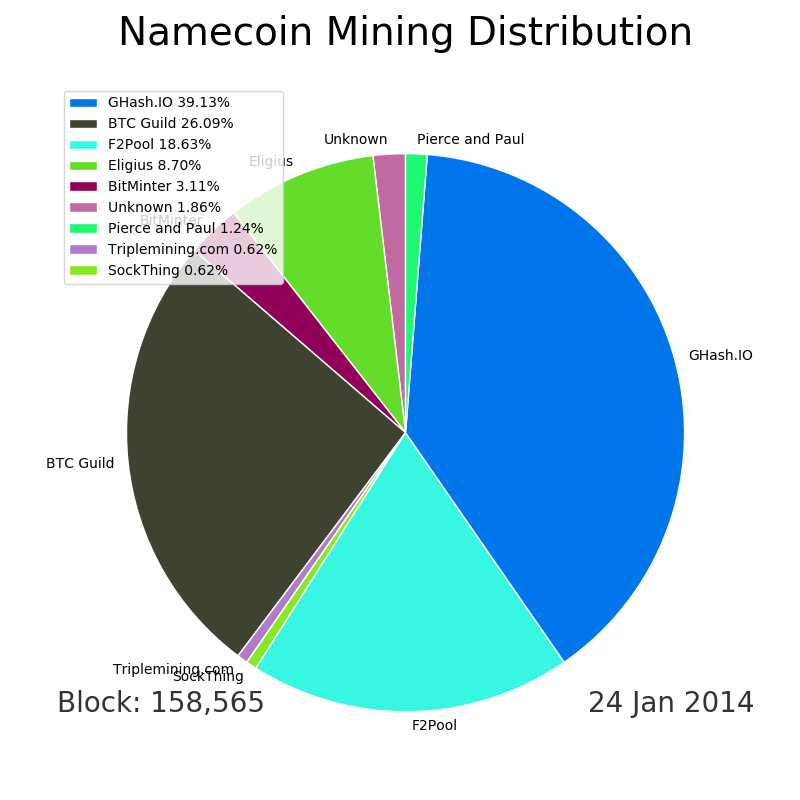 Namecoin Mining Distribution
GHash.IO 39.13%
BTC Guild 26.09%
F2Pool 18.63%
Eligius 8.70%
BitMinter 3.11%
Unknown 1.86%
Pierce and Paul 1.24%
Triplemining.com 0.62%
SockThing 0.62%
Unknown
Pierce and Paul
Eligius
BitMinter
GHash.IO
BTC Guild
Triplemining.com
SockThing
F2Pool
Block: 158,565
24 Jan 2014